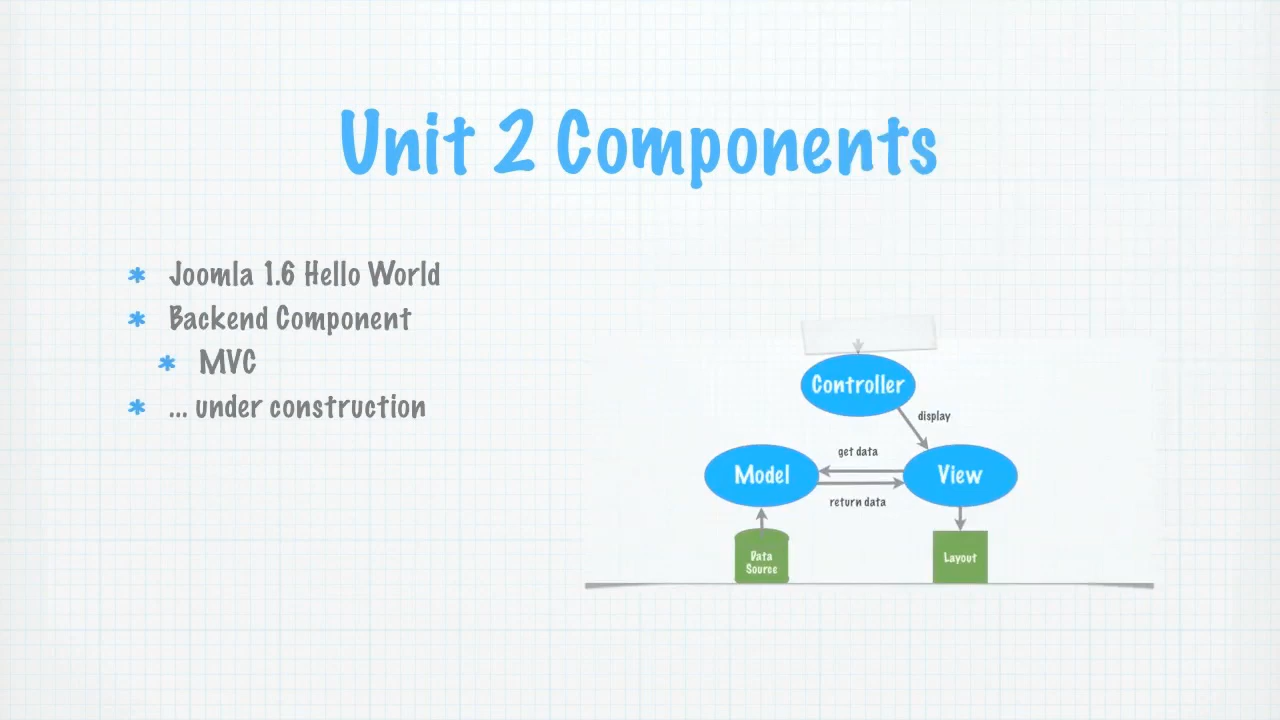 Unit 2 Components
Joomla 1.6 Hello World
Backend Component
MVC
... under construction
Controller
display
get data
Model
View
return data
Data
Source
Layout